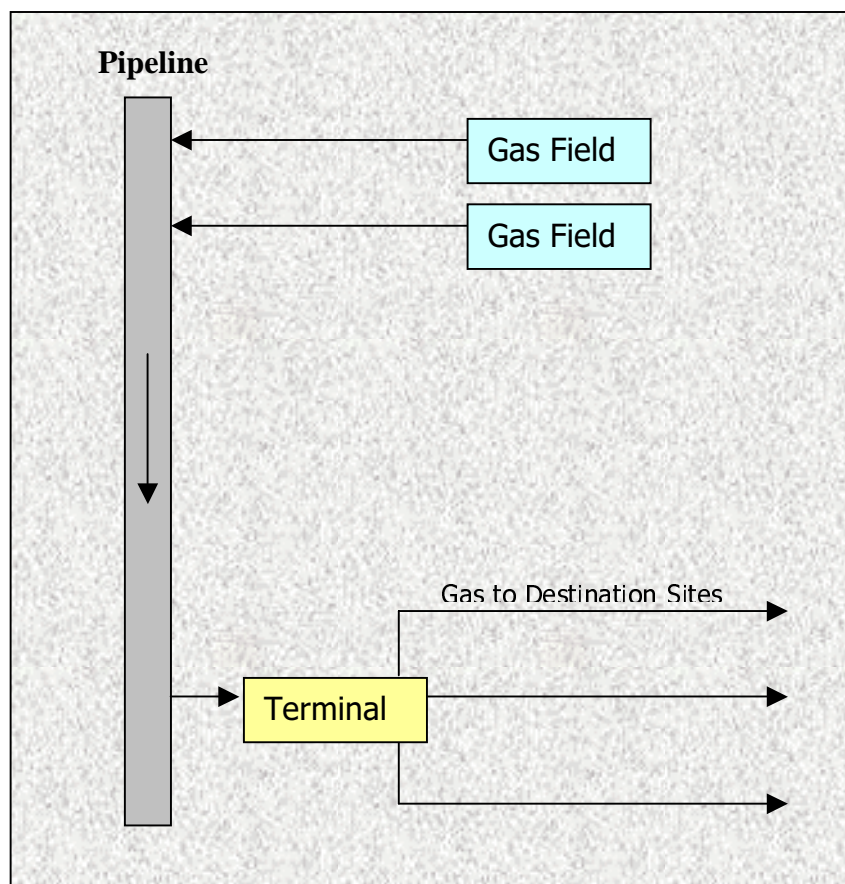 Pipeline
Gas Field
Gas Field
Gas to Destination Sites
Terminal